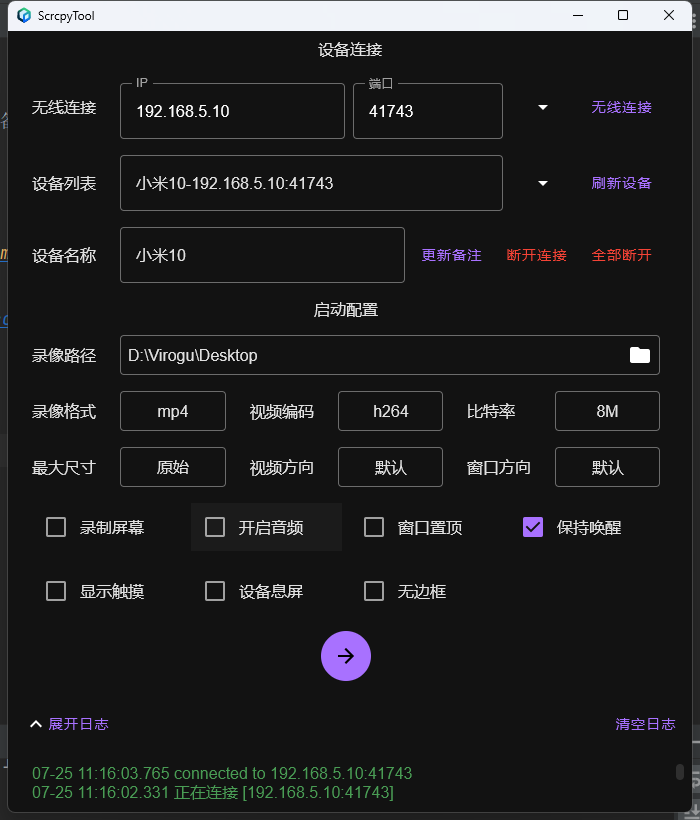 ScrcpyTool
设备连接
无线连接
IP
192.168.5.10
端口
41743
无线连接
设备列表
小米10-192.168.5.10:41743
刷新设备
设备名称
小米10
更新备注
断开连接
全部断开
启动配置
录像路径
D:\Virogu\Desktop
录像格式
mp4
视频编码
h264
比特率
8M
最大尺寸
原始
视频方向
默认
窗口方向
默认
录制屏幕
开启音频
窗口置顶
保持唤醒
显示触摸
设备息屏
无边框
展开日志
清空日志
07-25 11:16:03.765 connected to 192.168.5.10:41743
07-25 11:16:02.331 正在连接 [192.168.5.10:41743]